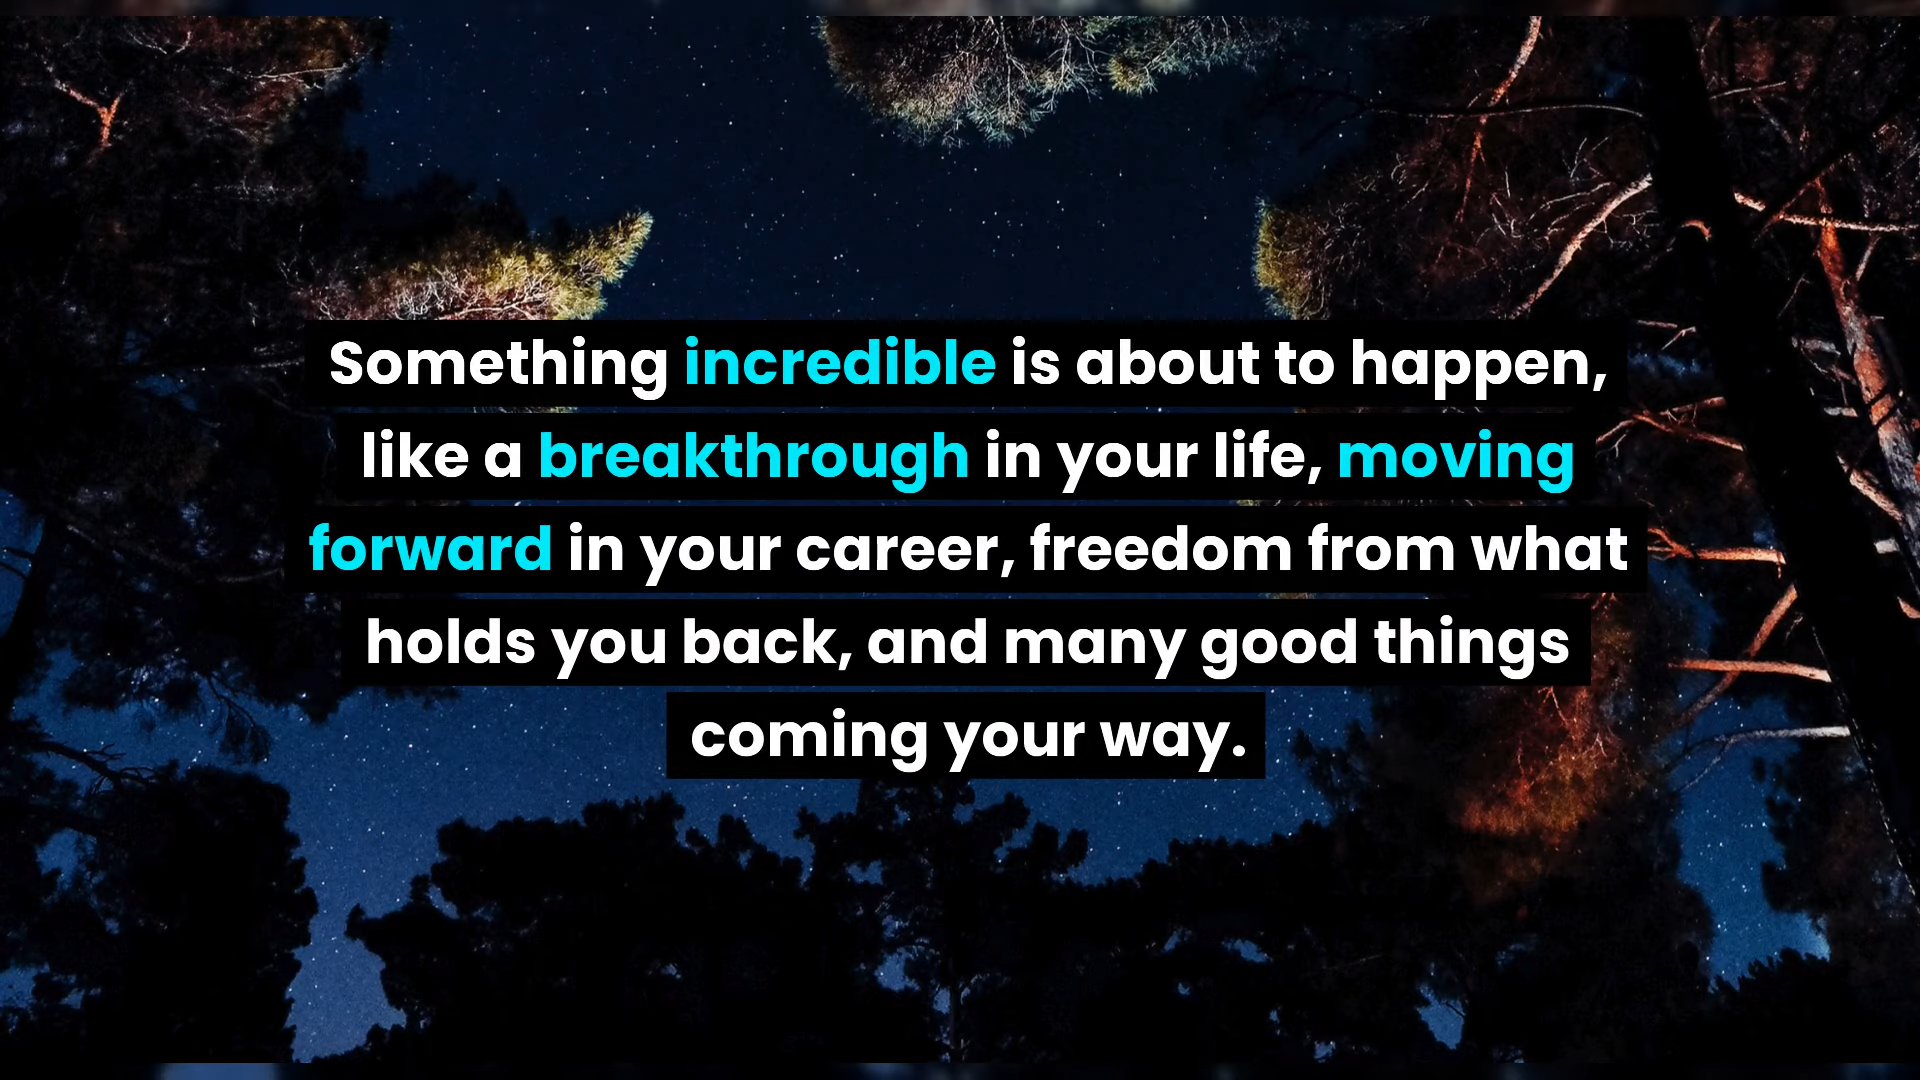 Something incredible is about to happen,
like a breakthrough in your life, moving
forward in your career, freedom from what
holds you back, and many good things
coming your way.